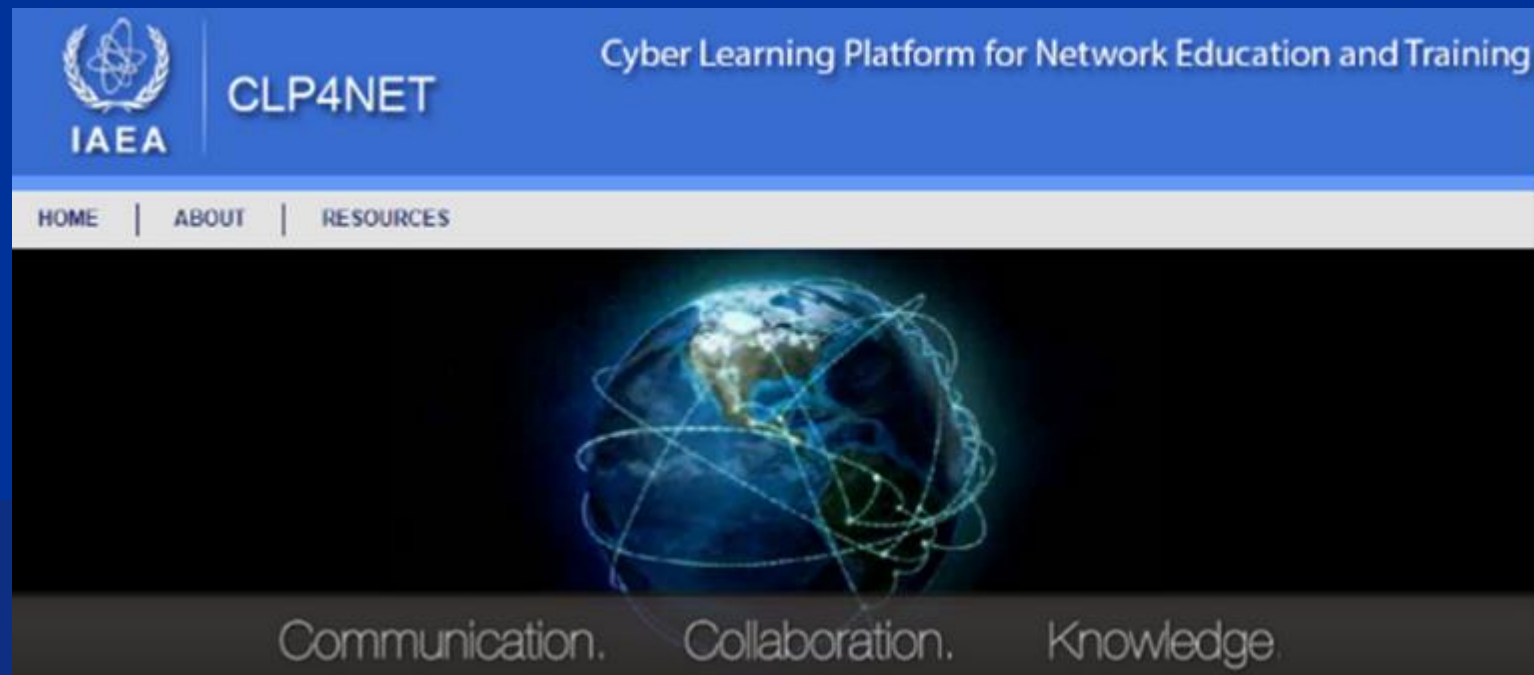 Cyber Learning Platform for Network Education and Training
CLP4NET
IAEA
HOME | ABOUT | RESOURCES
Communication. Collaboration. Knowledge.